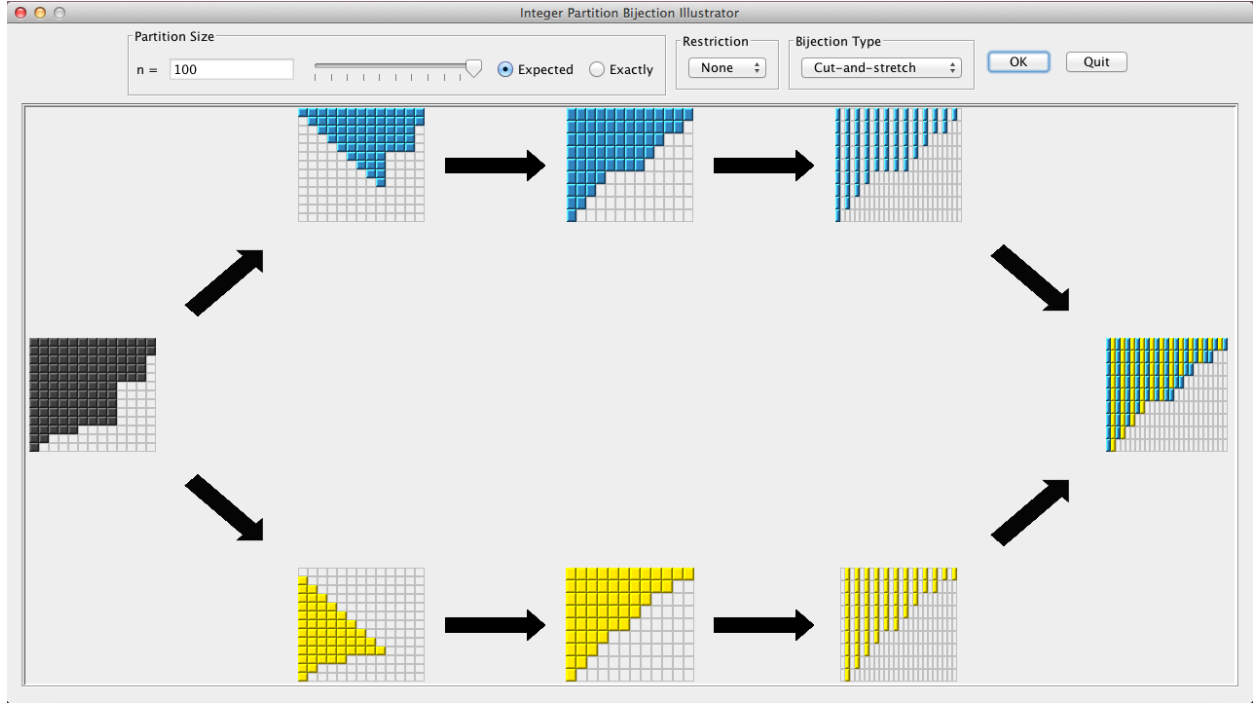 Integer Partition Bijection Illustrator
Partition Size
n = 100
Expected
Exactly
Restriction
None
Bijection Type
Cut-and-stretch
OK
Quit